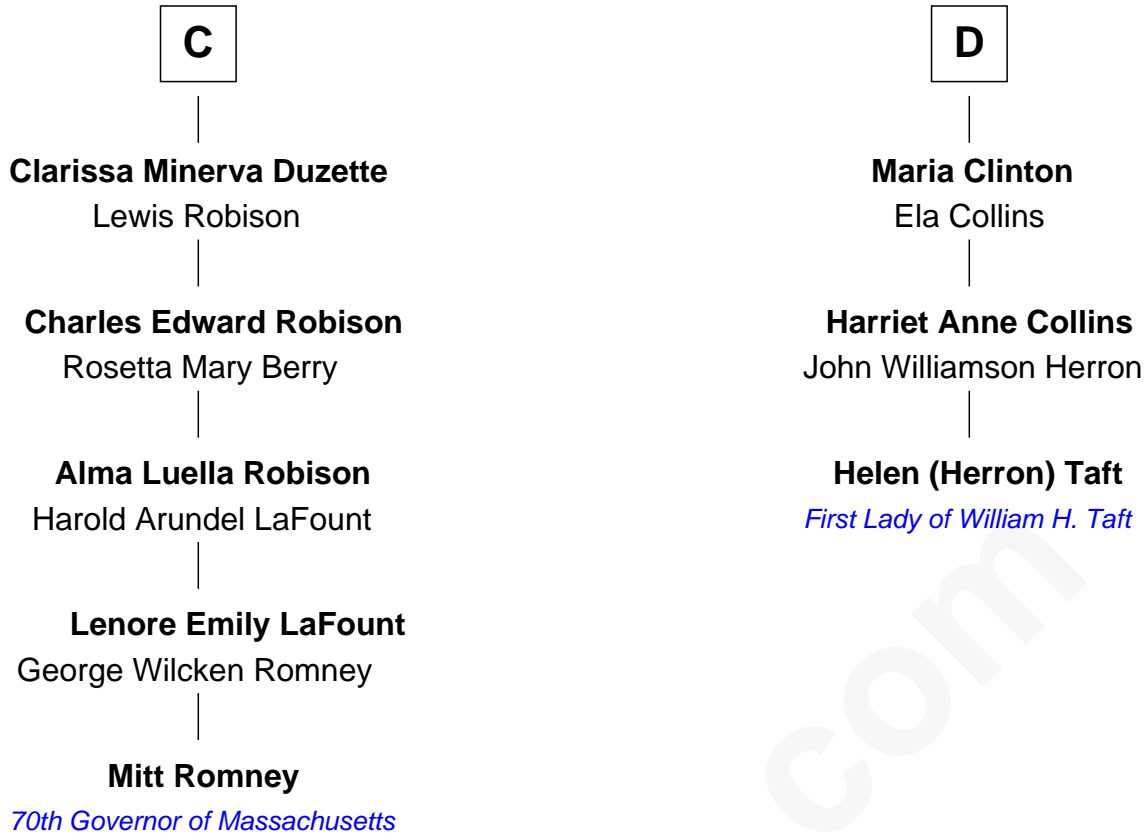 C
Clarissa Minerva Duzette
Lewis Robison
Charles Edward Robison
Rosetta Mary Berry
Alma Luella Robison
Harold Arundel LaFount
Lenore Emily LaFount
George Wilcken Romney
Mitt Romney
70th Governor of Massachusetts
D
Maria Clinton
Ela Collins
Harriet Anne Collins
John Williamson Herron
Helen (Herron) Taft
First Lady of William H. Taft
com